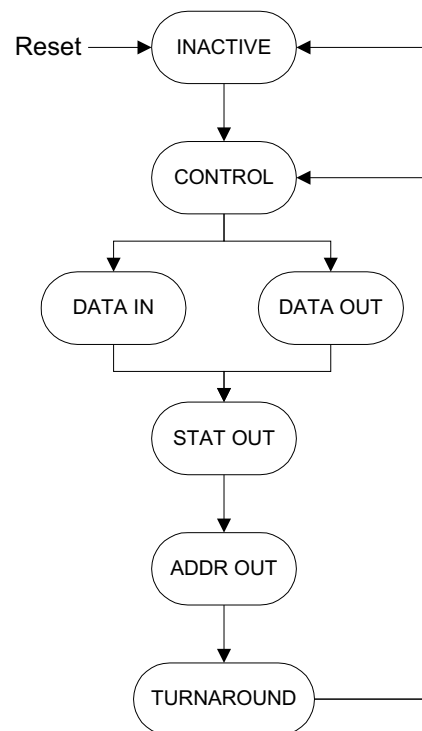 Reset
INACTIVE
CONTROL
DATA IN
DATA OUT
STAT OUT
ADDR OUT
TURNAROUND